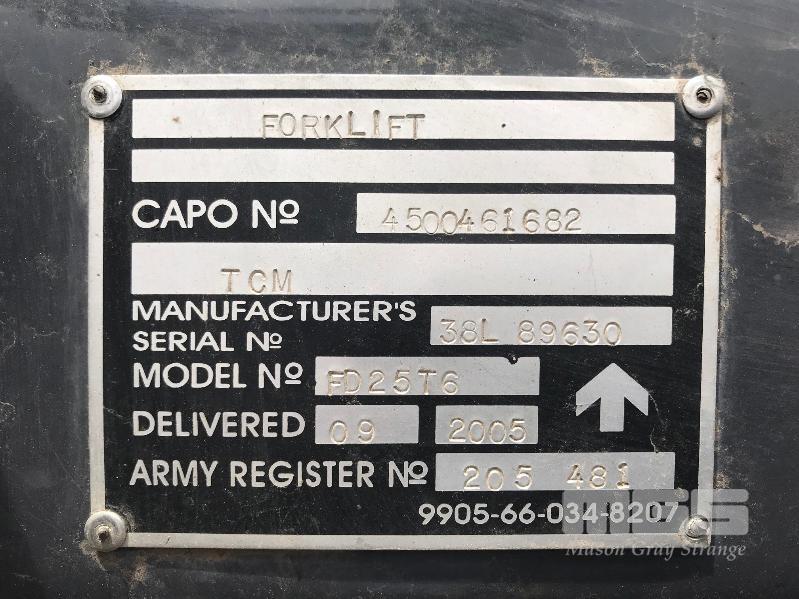 FORKLIFT
CAPO Nº 4500461682
TCM
MANUFACTURER'S
SERIAL Nº 38L 89630
MODEL Nº FD25T6
DELIVERED 09 2005
ARMY REGISTER Nº 205 481
9905-66-034-8207
MGS
Mason Gray Strange